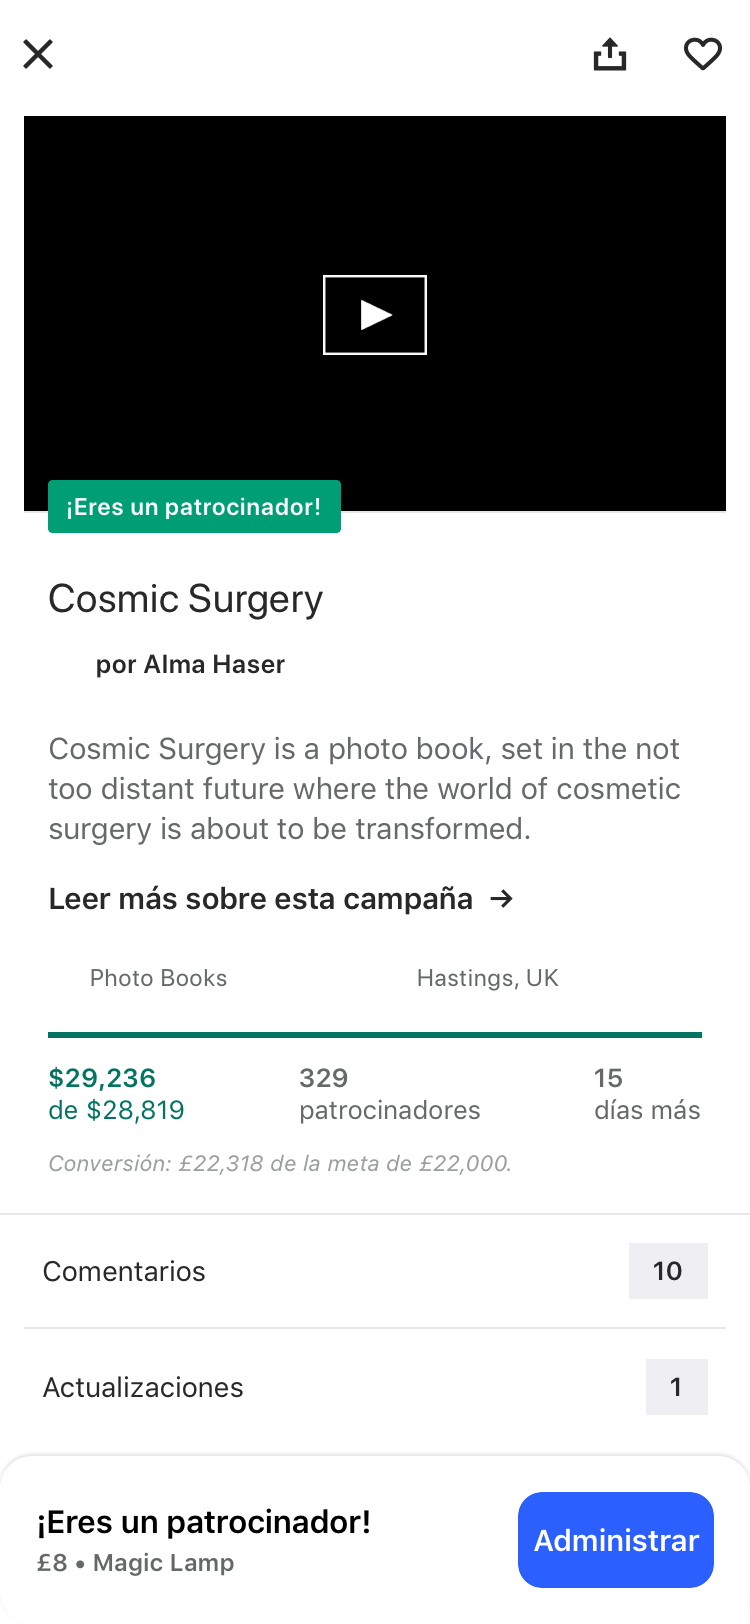 ¡Eres un patrocinador!
Cosmic Surgery
por Alma Haser
Cosmic Surgery is a photo book, set in the not
too distant future where the world of cosmetic
surgery is about to be transformed.
Leer más sobre esta campaña →
Photo Books
Hastings, UK
$29,236
de $28,819
329
patrocinadores
15
días más
Conversión: £22,318 de la meta de £22,000.
Comentarios
10
Actualizaciones
1
¡Eres un patrocinador!
£8 • Magic Lamp
Administrar